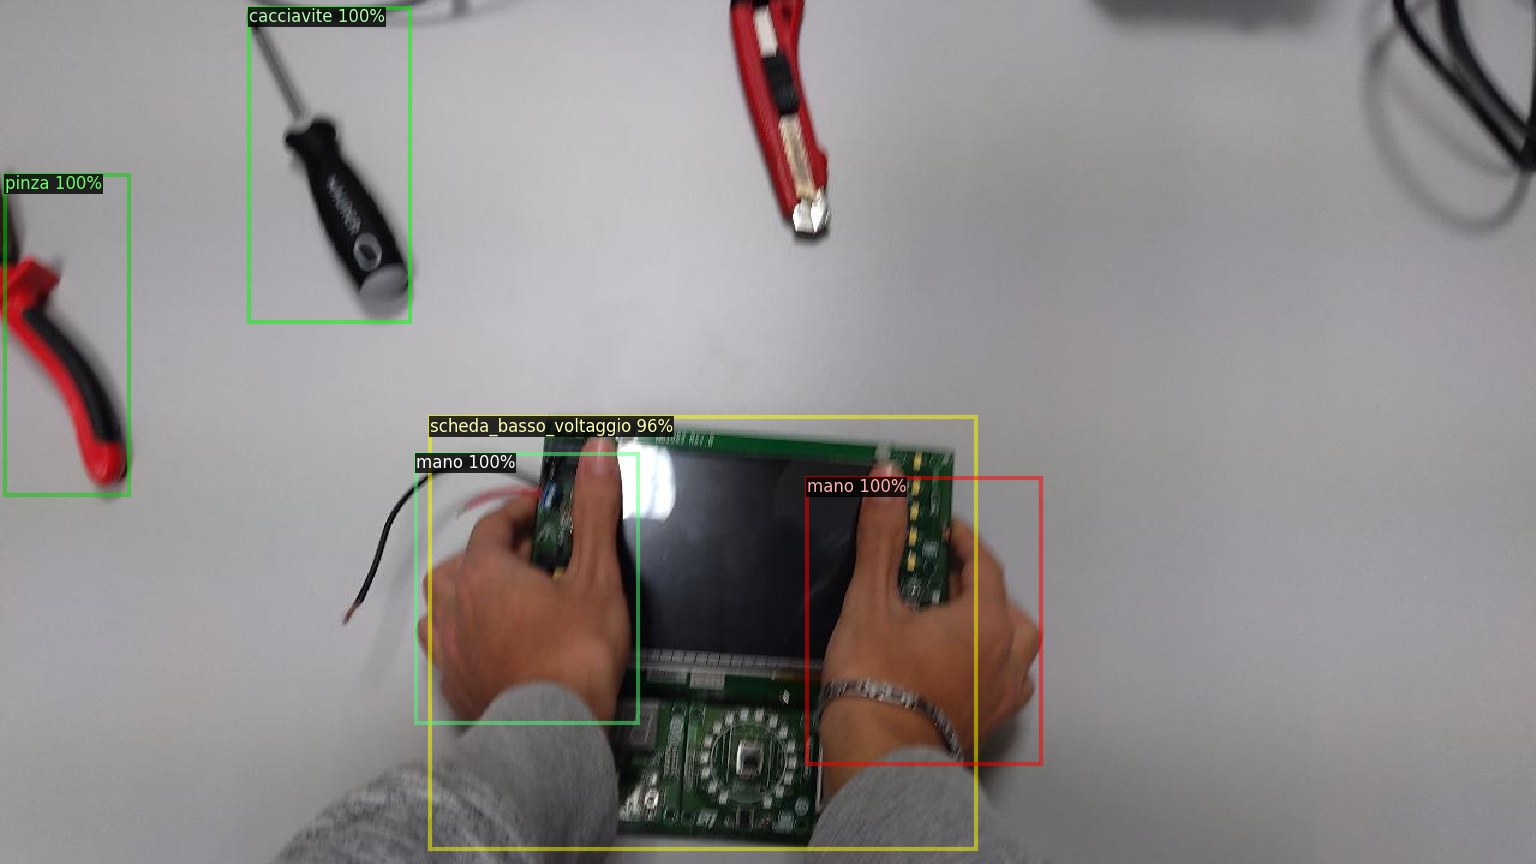 cacciavite 100%
pinza 100%
scheda_basso_voltaggio 96%
mano 100%
mano 100%